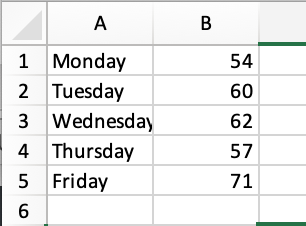 A B
1 Monday 54
2 Tuesday 60
3 Wednesday 62
4 Thursday 57
5 Friday 71
6